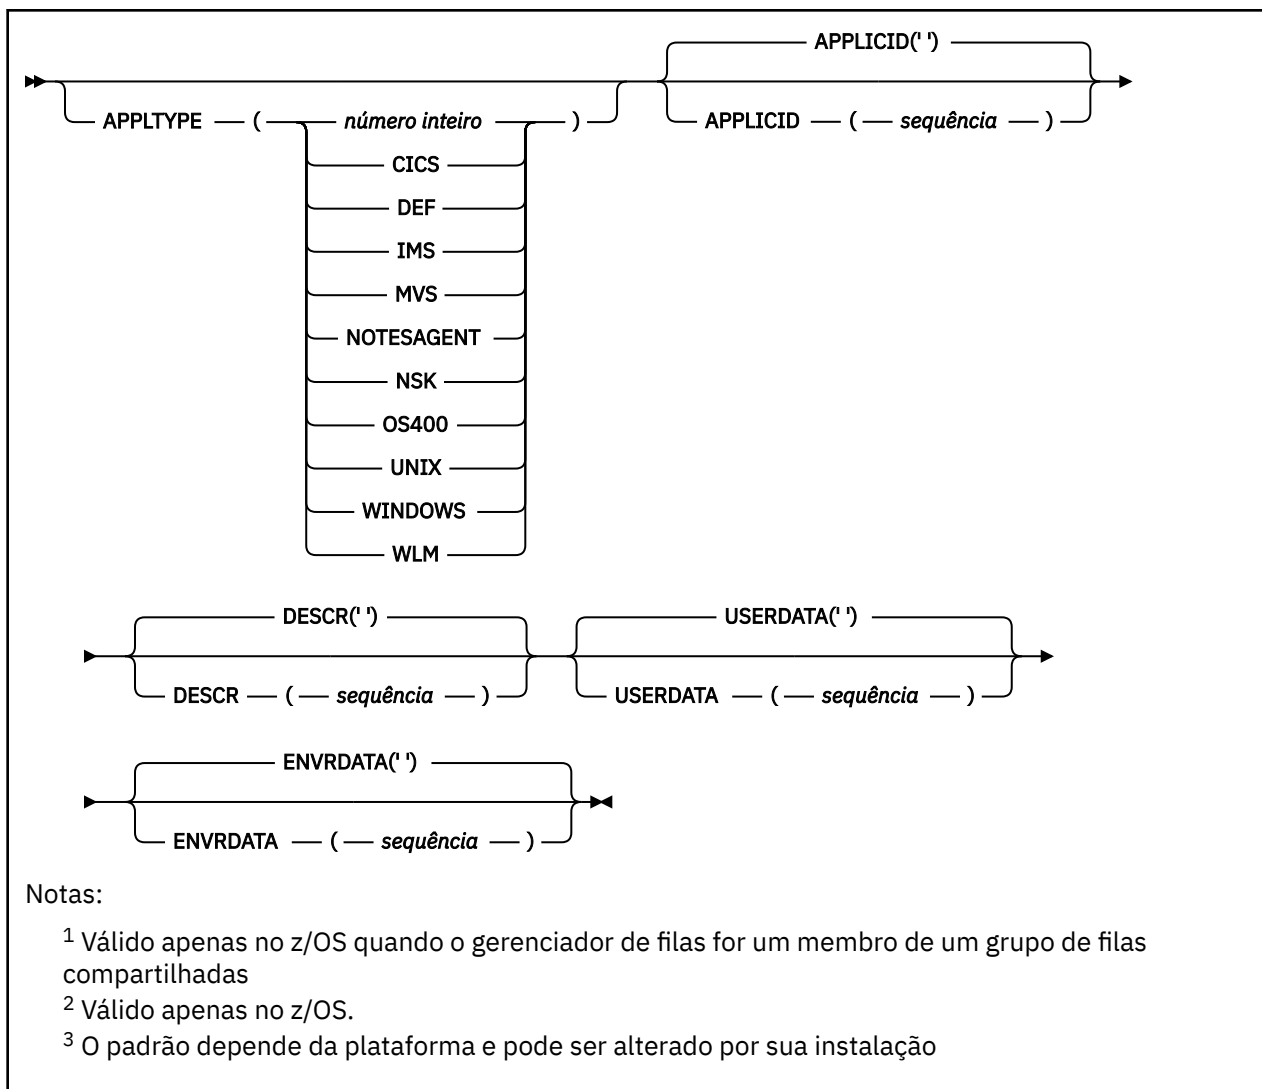 APPLICID(' ')
APPLTYPE ( número inteiro ) APPLICID ( sequência )
CICS
DEF
IMS
MVS
NOTESAGENT
NSK
OS400
UNIX
WINDOWS
WLM
DESCR(' ') USERDATA(' ')
DESCR ( sequência ) USERDATA ( sequência )
ENVRDATA(' ')
ENVRDATA ( sequência )
Notas:
1 Válido apenas no z/OS quando o gerenciador de filas for um membro de um grupo de filas
compartilhadas
2 Válido apenas no z/OS.
3 O padrão depende da plataforma e pode ser alterado por sua instalação